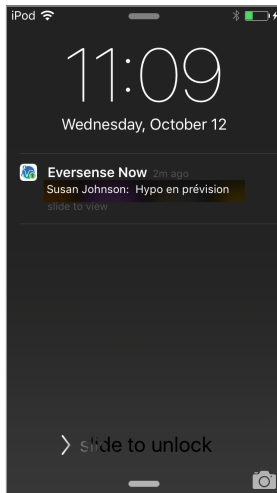 iPod
11:09
Wednesday, October 12
Eversense Now 2m ago
Susan Johnson: Hypo en prévision
slide to view
slide to unlock